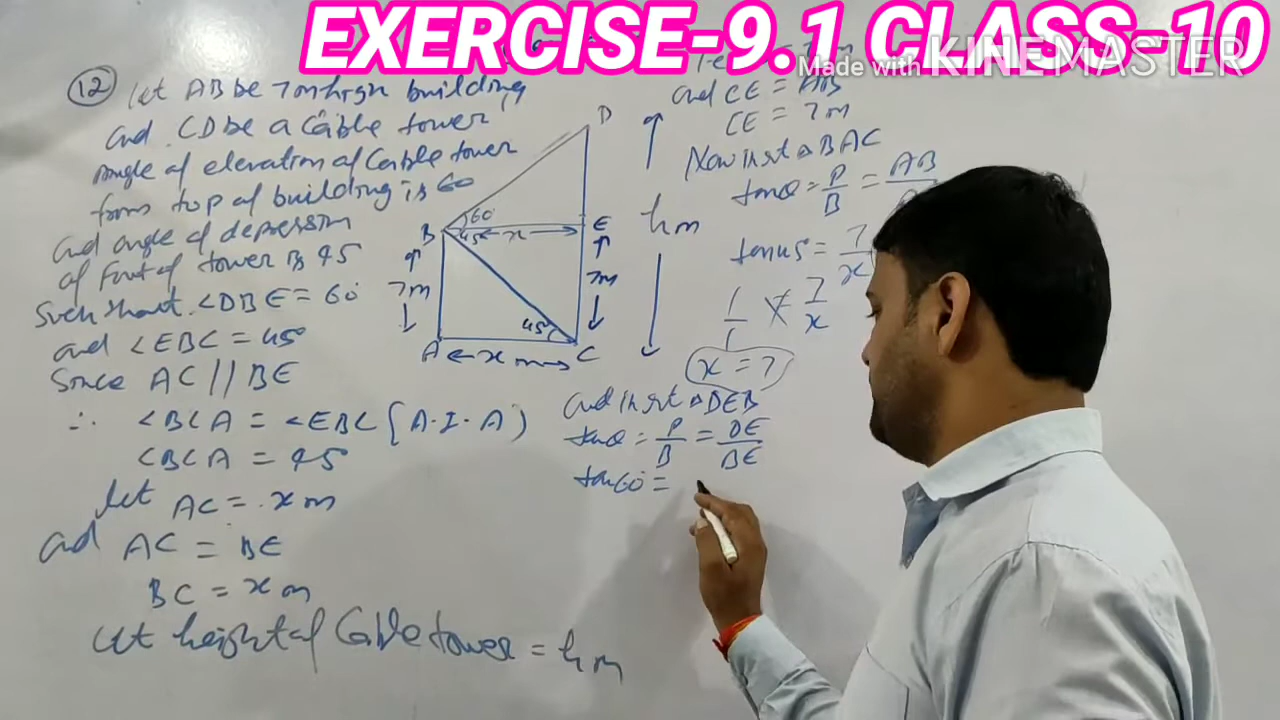 EXERCISE-9.1 CLASS-10
Made with KINEMASTER
12 Let AB be 7m high building
and CD be a Cable tower
Angle of elevation of Cable tower
from top of building is 60
and angle of depression
of Foot of tower is 45
Such that ∠DBE = 60
and ∠EBC = 45
Since AC // BE
∴ ∠BCA = ∠EBC {A.I.A)
∠BCA = 45
let AC = x m
and AC = BE
BC = x m
Let height of Cable tower = h m
D
60
B
45
x
E
7m
7m
45
A
x m
C
h m
and CE = AB
CE = 7m
Now in rt △ BAC
tanθ = P/B = AB/
tan45 = 7/x
1/1 = 7/x
x = 7
and in rt △ DEB
tanθ = P/B = DE/BE
tan60° =